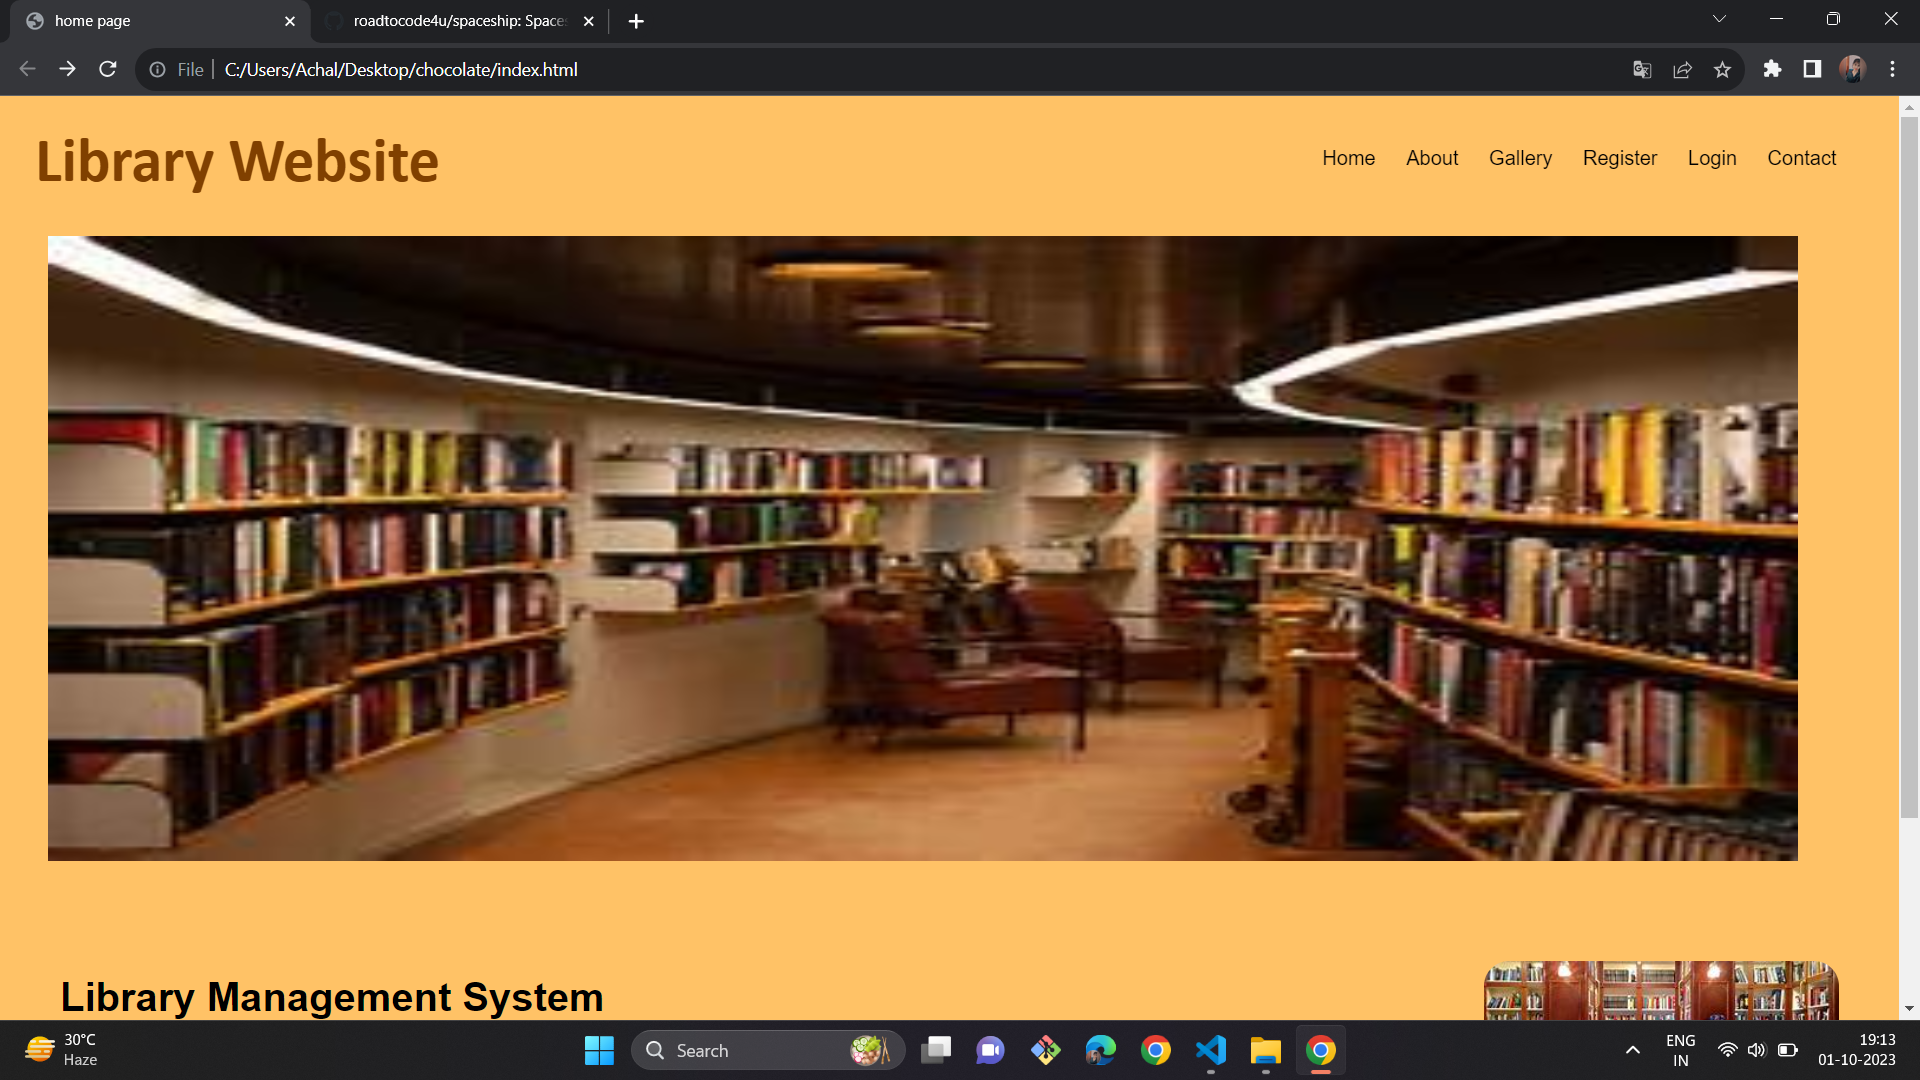 home page
roadtocode4u/spaceship: Space
File
C:/Users/Achal/Desktop/chocolate/index.html
Library Website
Home About Gallery Register Login Contact
Library Management System
30°C
Haze
Search
ENG
IN
19:13
01-10-2023